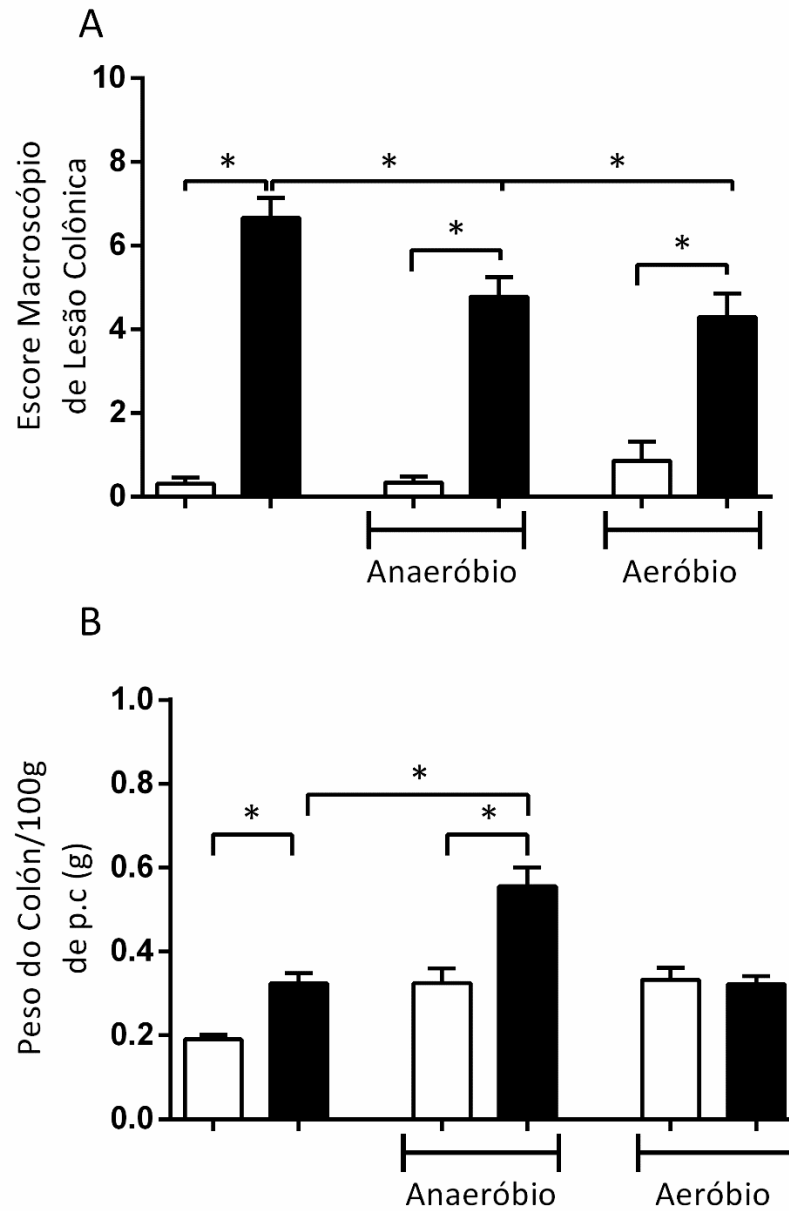 A
Escore Macroscópio
de Lesão Colônica
10
8
6
4
2
0
* * *
* *
Anaeróbio Aeróbio
B
Peso do Colón/100g
de p.c (g)
1.0
0.8
0.6
0.4
0.2
0.0
*
* *
Anaeróbio Aeróbio